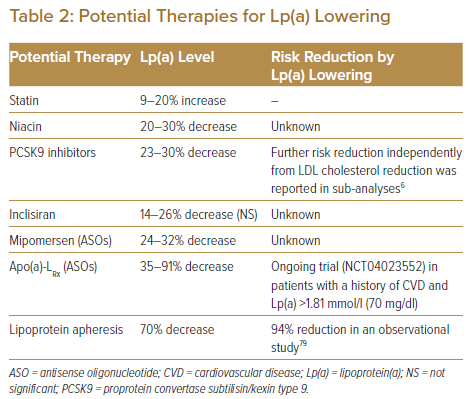 Table 2: Potential Therapies for Lp(a) Lowering
Potential Therapy Lp(a) Level Risk Reduction by
Lp(a) Lowering
Statin 9–20% increase –
Niacin 20–30% decrease Unknown
PCSK9 inhibitors 23–30% decrease Further risk reduction independently
from LDL cholesterol reduction was
reported in sub-analyses⁶
Inclisiran 14–26% decrease (NS) Unknown
Mipomersen (ASOs) 24–32% decrease Unknown
Apo(a)-L_Rx (ASOs) 35–91% decrease Ongoing trial (NCT04023552) in
patients with a history of CVD and
Lp(a) >1.81 mmol/l (70 mg/dl)
Lipoprotein apheresis 70% decrease 94% reduction in an observational
study⁷⁹
ASO = antisense oligonucleotide; CVD = cardiovascular disease; Lp(a) = lipoprotein(a); NS = not
significant; PCSK9 = proprotein convertase subtilisin/kexin type 9.